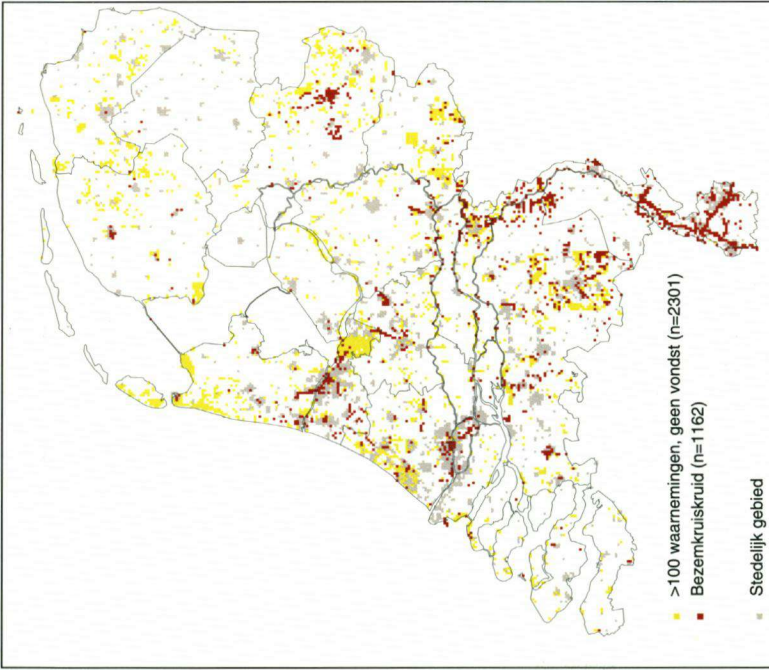 >100 waarnemingen, geen vondst (n=2301)
Bezemkruiskruid (n=1162)
Stedelijk gebied